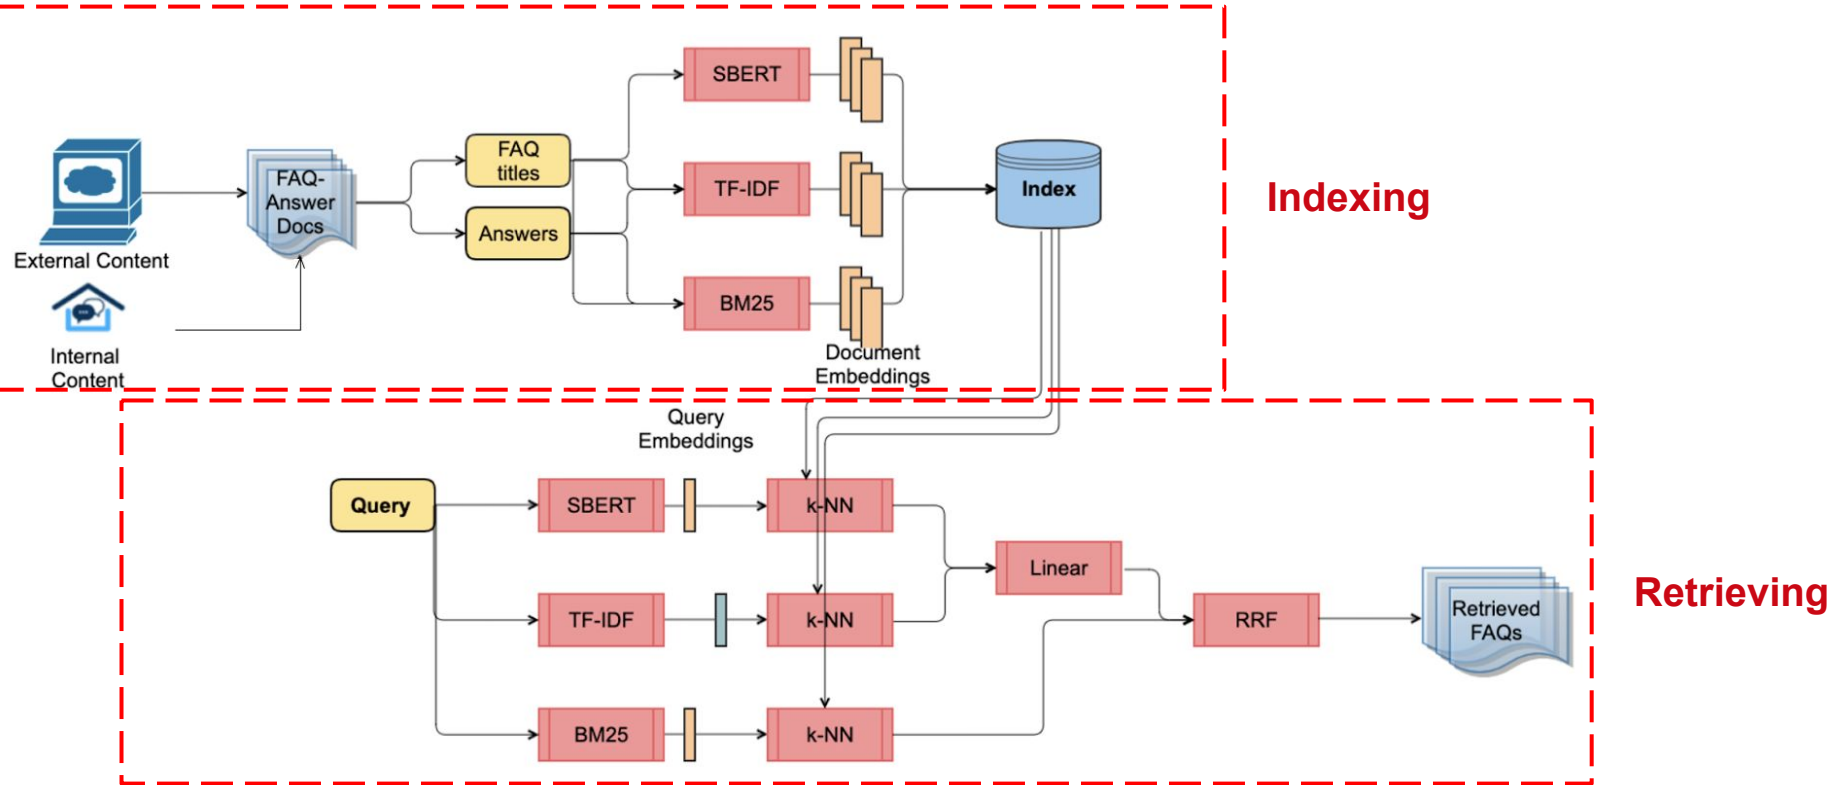 SBERT
FAQ
titles
FAQ-
Answer
Docs
TF-IDF
Index
Indexing
Answers
External Content
BM25
Internal
Content
Document
Embeddings
Query
Embeddings
Query
SBERT
k-NN
Linear
TF-IDF
k-NN
RRF
Retrieved
FAQs
Retrieving
BM25
k-NN